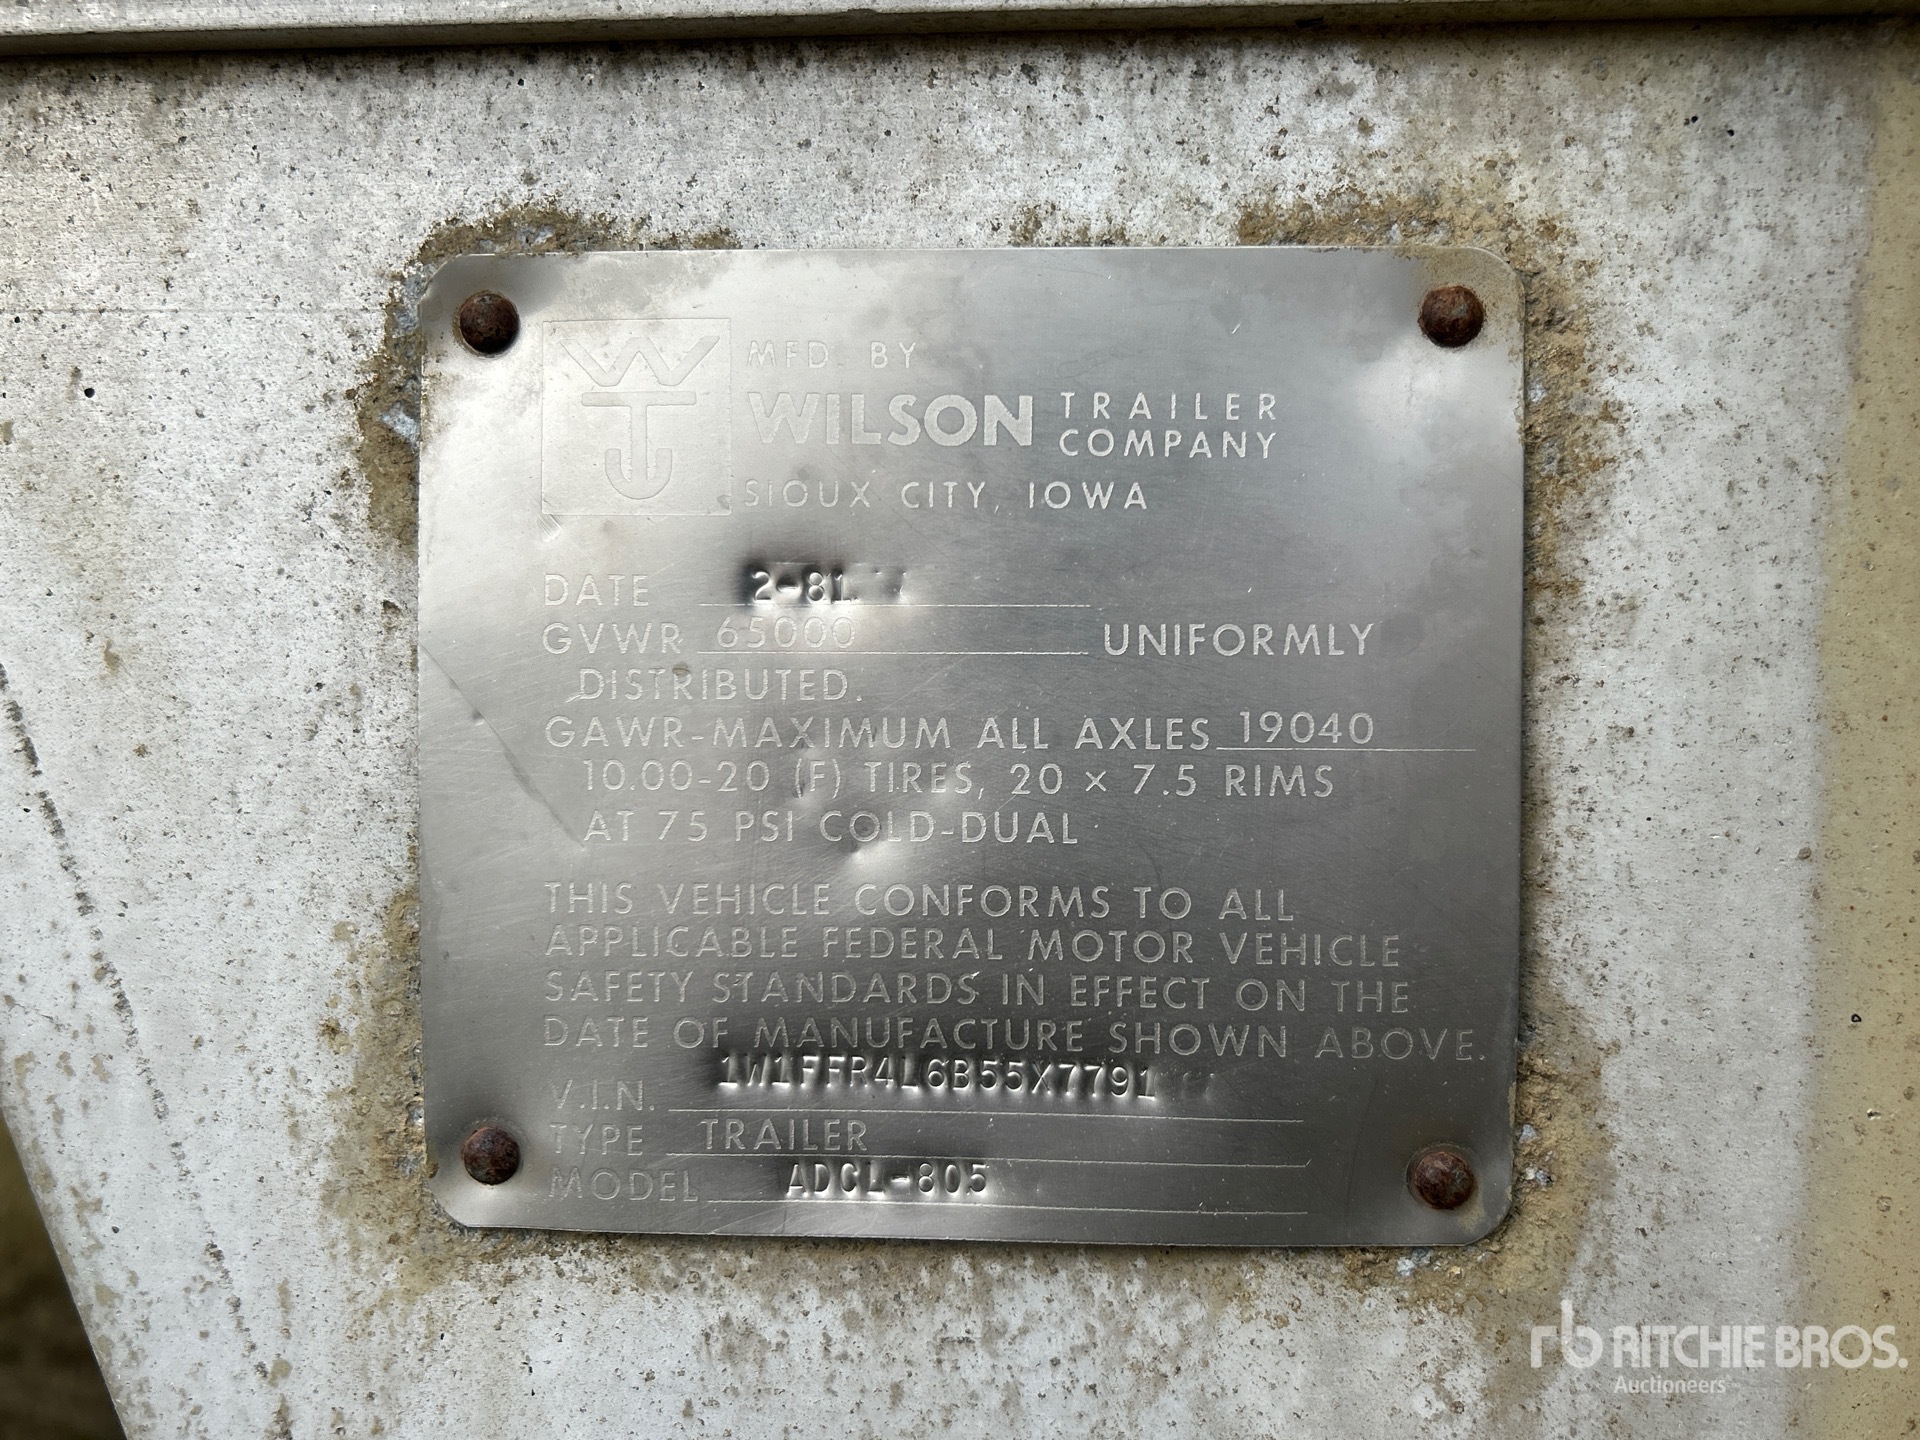 MFD. BY
WILSON TRAILER COMPANY
SIOUX CITY, IOWA
DATE 2-81
GVWR 65000 UNIFORMLY
DISTRIBUTED.
GAWR-MAXIMUM ALL AXLES 19040
10.00-20 (F) TIRES, 20 x 7.5 RIMS
AT 75 PSI COLD-DUAL
THIS VEHICLE CONFORMS TO ALL
APPLICABLE FEDERAL MOTOR VEHICLE
SAFETY STANDARDS IN EFFECT ON THE
DATE OF MANUFACTURE SHOWN ABOVE.
V.I.N. 1W1FFR4L6B55X7791
TYPE TRAILER
MODEL ADCL-805
rb RITCHIE BROS.
Auctioneers